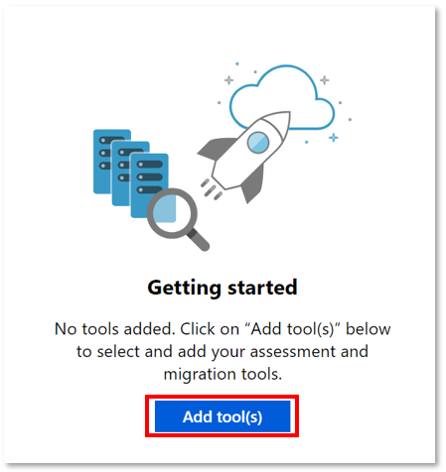 Getting started
No tools added. Click on “Add tool(s)” below
to select and add your assessment and
migration tools.
Add tool(s)